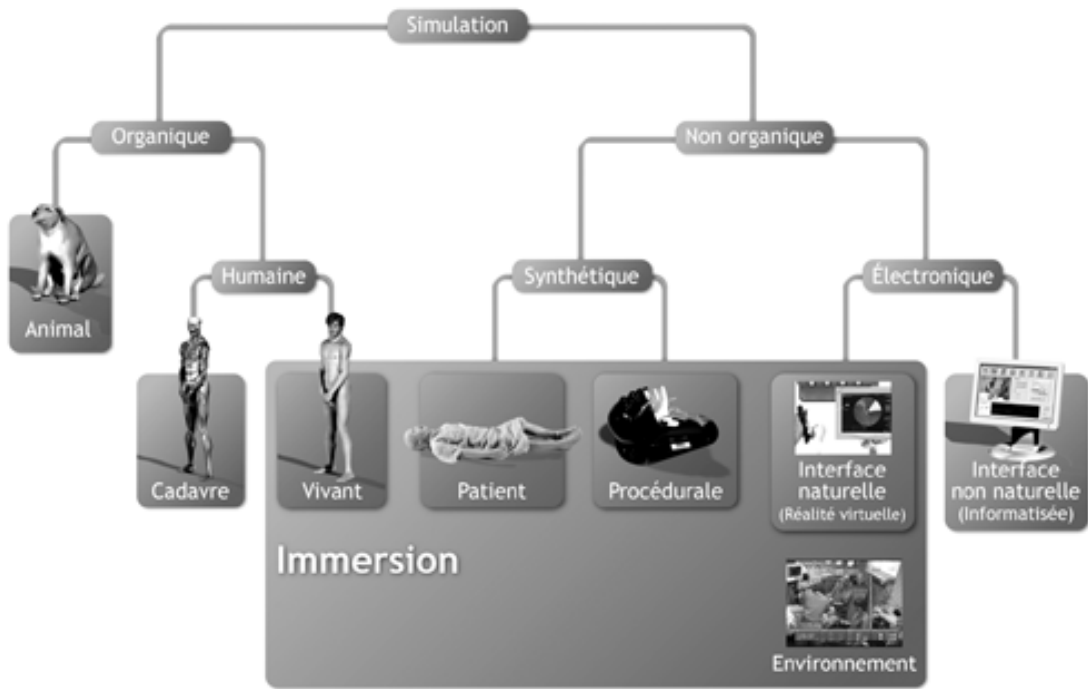 Simulation
Organique
Non organique
Animal
Humaine
Synthétique
Électronique
Cadavre
Vivant
Patient
Procédurale
Interface
naturelle
(Réalité virtuelle)
Interface
non naturelle
(Informatisée)
Immersion
Environnement